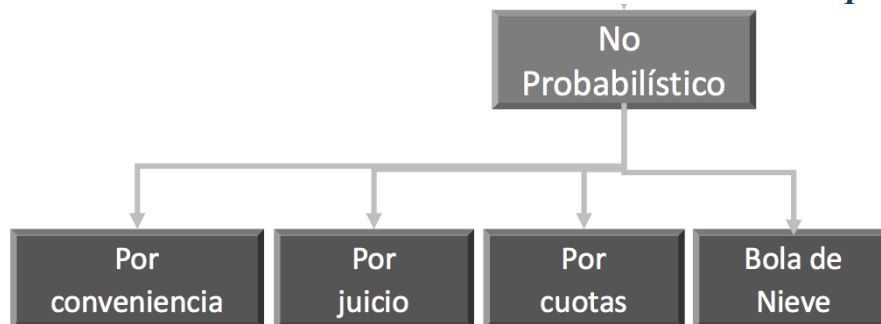 No
Probabilístico
Por
conveniencia
Por
juicio
Por
cuotas
Bola de
Nieve